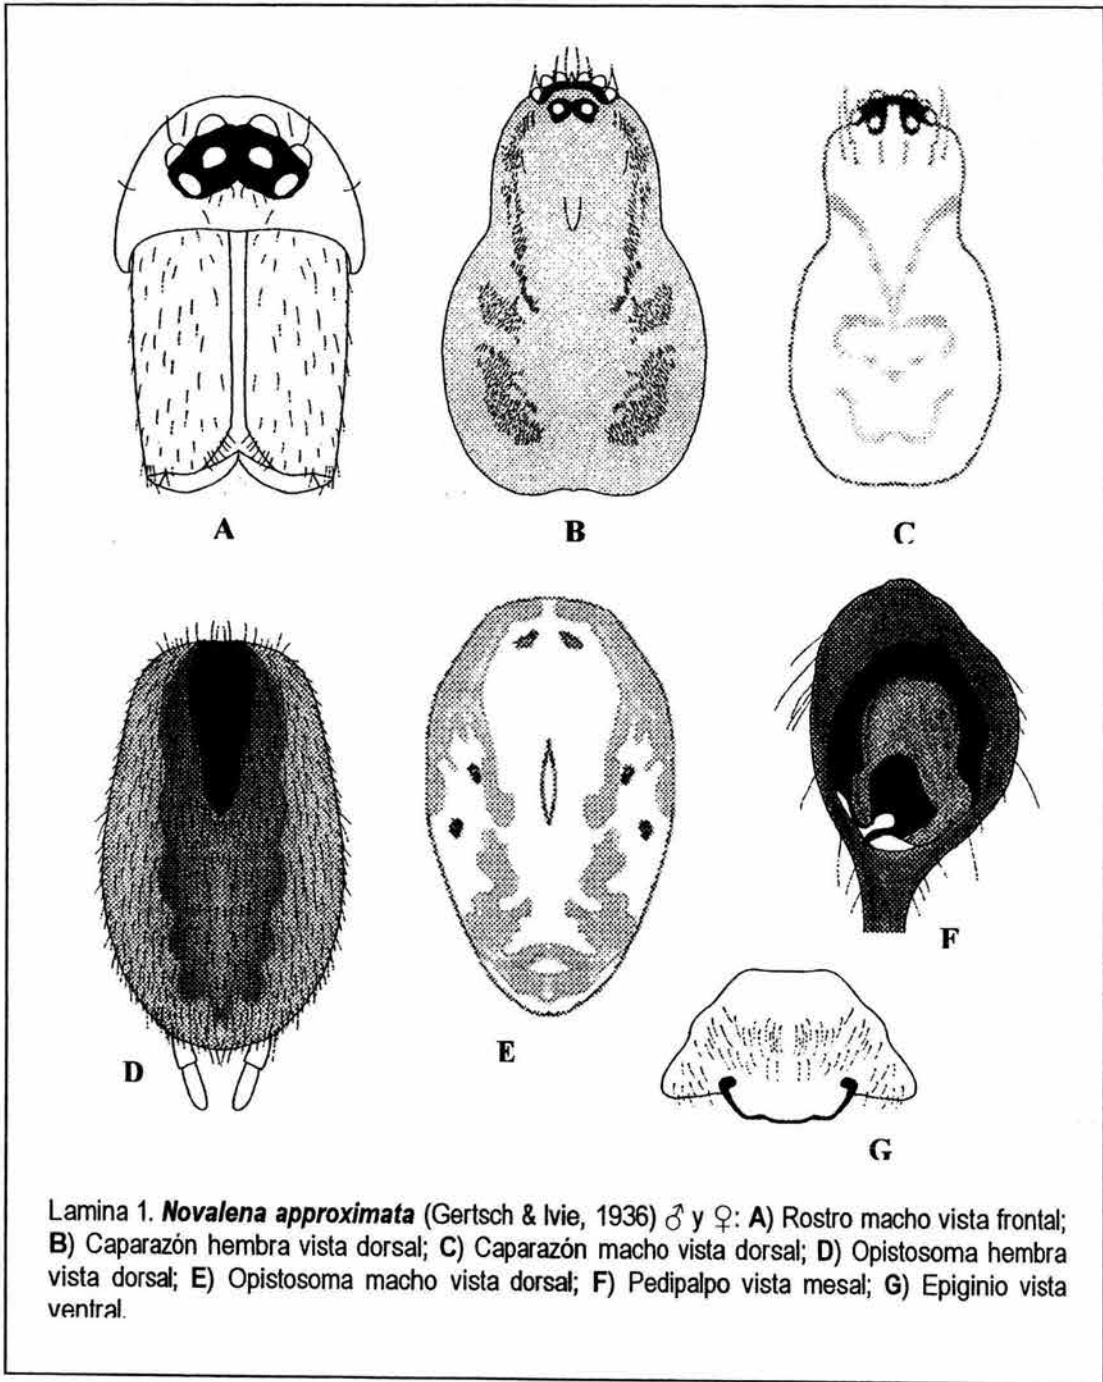 A
B
C
D
E
F
G
Lamina 1. Novalena approximata (Gertsch & Ivie, 1936) ♂ y ♀: A) Rostro macho vista frontal;
B) Caparazón hembra vista dorsal; C) Caparazón macho vista dorsal; D) Opistosoma hembra
vista dorsal; E) Opistosoma macho vista dorsal; F) Pedipalpo vista mesal; G) Epiginio vista
ventral.